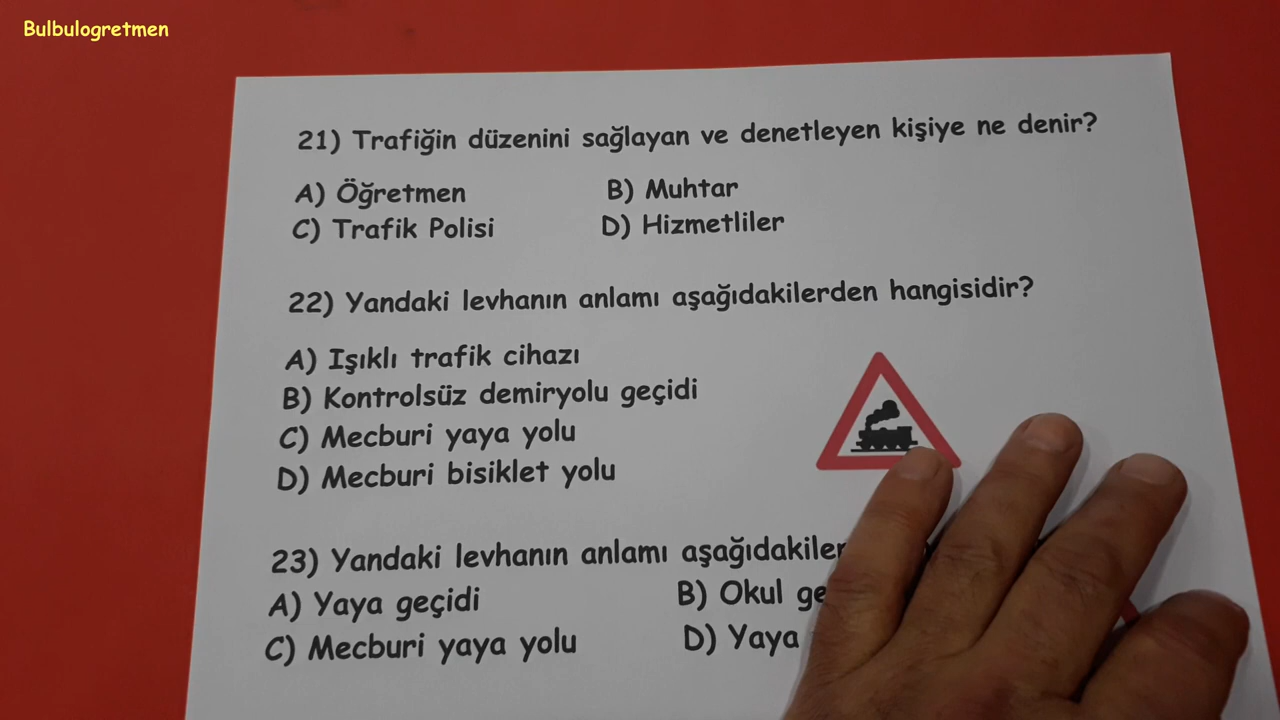 Bulbulogretmen
21) Trafiğin düzenini sağlayan ve denetleyen kişiye ne denir?
A) Öğretmen B) Muhtar
C) Trafik Polisi D) Hizmetliler
22) Yandaki levhanın anlamı aşağıdakilerden hangisidir?
A) Işıklı trafik cihazı
B) Kontrolsüz demiryolu geçidi
C) Mecburi yaya yolu
D) Mecburi bisiklet yolu
23) Yandaki levhanın anlamı
A) Yaya geçidi B) Okul
C) Mecburi yaya yolu D) Yaya